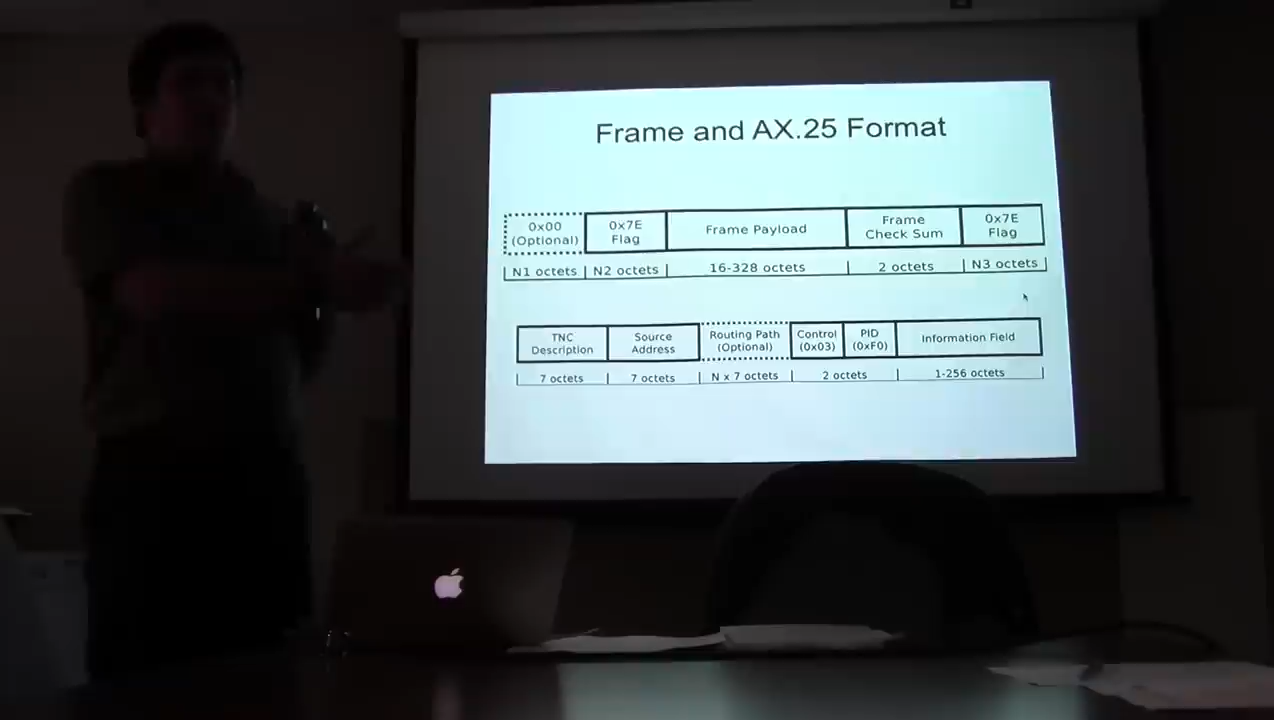 Frame and AX.25 Format
0x00
(Optional)
0x7E
Flag
Frame Payload
Frame
Check Sum
0x7E
Flag
N1 octets
N2 octets
16-328 octets
2 octets
N3 octets
TNC
Description
Source
Address
Routing Path
(Optional)
Control
(0x03)
PID
(0xF0)
Information Field
7 octets
7 octets
N x 7 octets
2 octets
1-256 octets